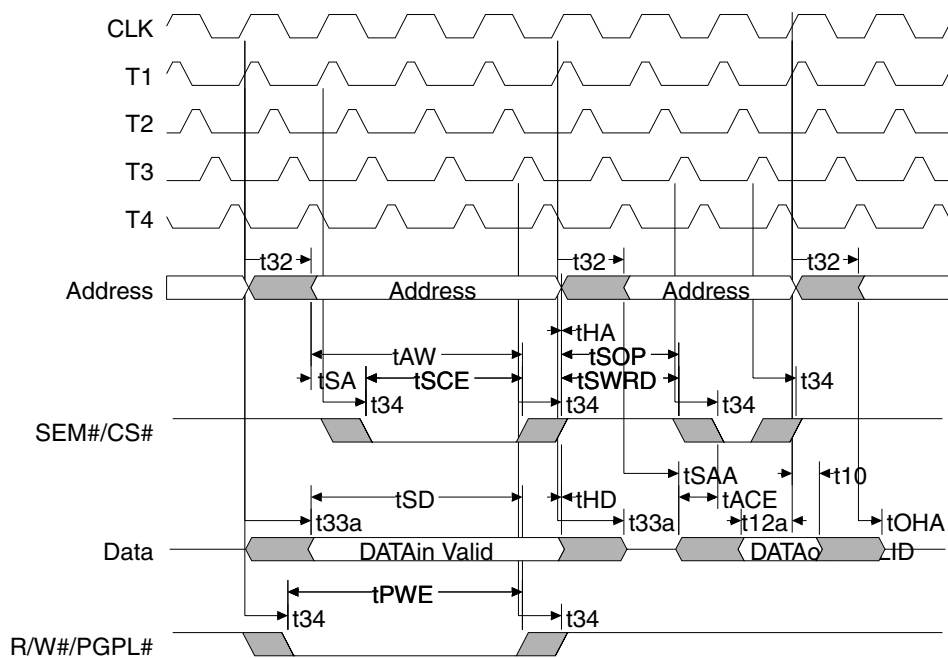 CLK
T1
T2
T3
T4
t32 t32 t32
Address Address Address
tHA
tAW tSOP
tSA tSCE tSWRD t34
t34 t34 t34
SEM#/CS#
tSAA t10
tSD tHD tACE
t33a t33a t12a tOHA
Data DATAin Valid DATAo LID
tPWE
t34 t34
R/W#/PGPL#